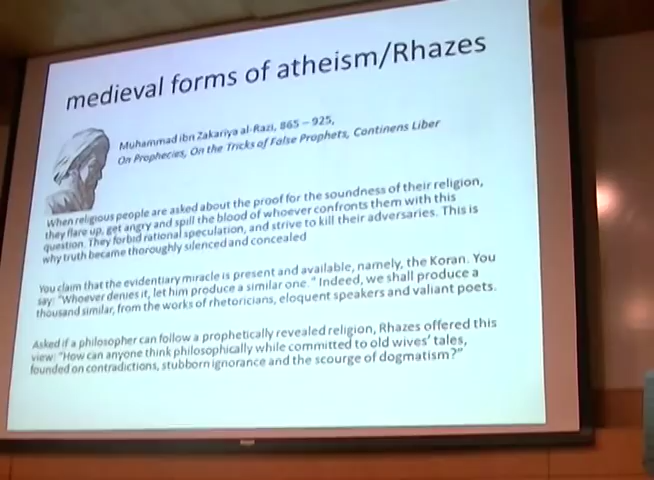 medieval forms of atheism/Rhazes
Muhammad ibn Zakariya al-Razi, 865 – 925,
On Prophecies, On the Tricks of False Prophets, Continens Liber
When religious people are asked about the proof for the soundness of their religion,
they flare up, get angry and spill the blood of whoever confronts them with this
question. They forbid rational speculation, and strive to kill their adversaries. This is
why truth became thoroughly silenced and concealed
You claim that the evidentiary miracle is present and available, namely, the Koran. You
say: "Whoever denies it, let him produce a similar one." Indeed, we shall produce a
thousand similar, from the works of rhetoricians, eloquent speakers and valiant poets.
Asked if a philosopher can follow a prophetically revealed religion, Rhazes offered this
view: "How can anyone think philosophically while committed to old wives' tales,
founded on contradictions, stubborn ignorance and the scourge of dogmatism?"